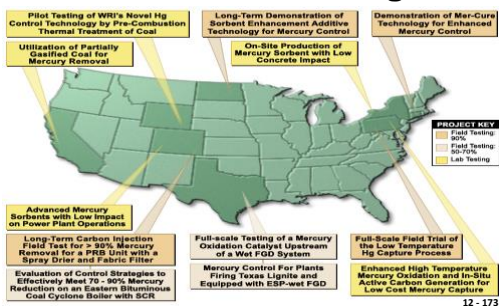 Pilot Testing of WRI's Novel Hg
Control Technology by Pre-Combustion
Thermal Treatment of Coal
Long-Term Demonstration of
Sorbent Enhancement Additive
Technology for Mercury Control
Demonstration of Mer-Cure
Technology for Enhanced
Mercury Control
Utilization of Partially
Gasified Coal for
Mercury Removal
On-Site Production of
Mercury Sorbent with Low
Concrete Impact
PROJECT KEY
Field Testing:
90%
Field Testing:
50-70%
Lab Testing
Advanced Mercury
Sorbents with Low Impact
on Power Plant Operations
Long-Term Carbon Injection
Field Test for > 90% Mercury
Removal for a PRB Unit with a
Spray Drier and Fabric Filter
Evaluation of Control Strategies to
Effectively Meet 70 - 90% Mercury
Reduction on an Eastern Bituminous
Coal Cyclone Boiler with SCR
Full-scale Testing of a Mercury
Oxidation Catalyst Upstream
of a Wet FGD System
Mercury Control For Plants
Firing Texas Lignite and
Equipped with ESP-wet FGD
Full-Scale Field Trial of
the Low Temperature
Hg Capture Process
Enhanced High Temperature
Mercury Oxidation and In-Situ
Active Carbon Generation for
Low Cost Mercury Capture
12 - 173